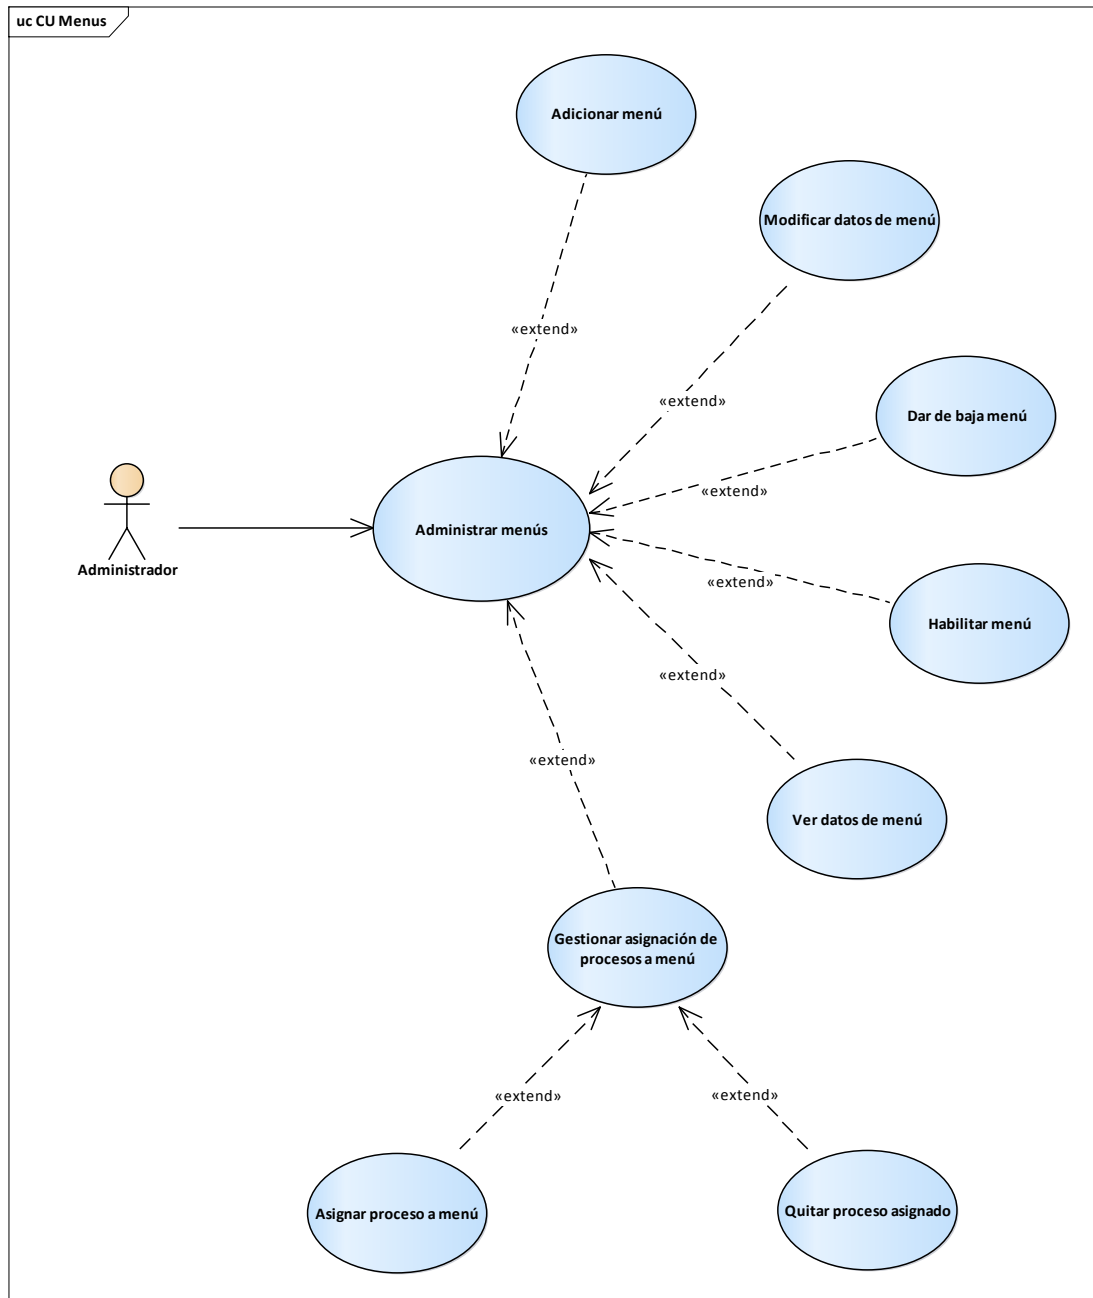 uc CU Menus
Adicionar menú
Modificar datos de menú
«extend»
«extend»
Dar de baja menú
«extend»
Administrar menús
Administrador
«extend»
Habilitar menú
«extend»
«extend»
Ver datos de menú
Gestionar asignación de
procesos a menú
«extend»
«extend»
Asignar proceso a menú
Quitar proceso asignado